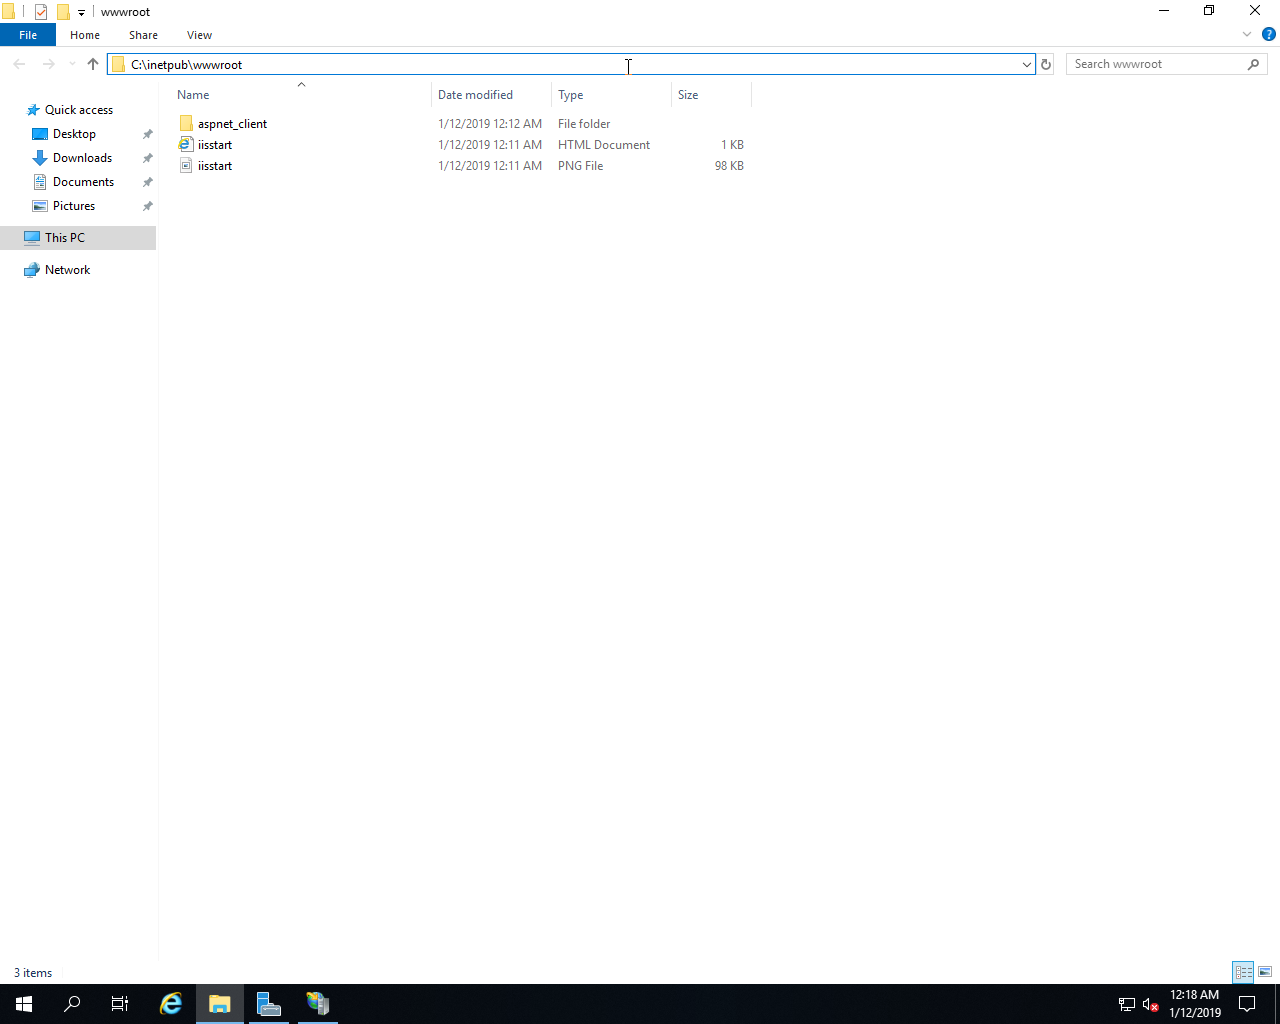 wwwroot
File Home Share View
C:\inetpub\wwwroot Search wwwroot
Name Date modified Type Size
Quick access
Desktop
Downloads
Documents
Pictures
This PC
Network
aspnet_client 1/12/2019 12:12 AM File folder
iisstart 1/12/2019 12:11 AM HTML Document 1 KB
iisstart 1/12/2019 12:11 AM PNG File 98 KB
3 items
12:18 AM
1/12/2019